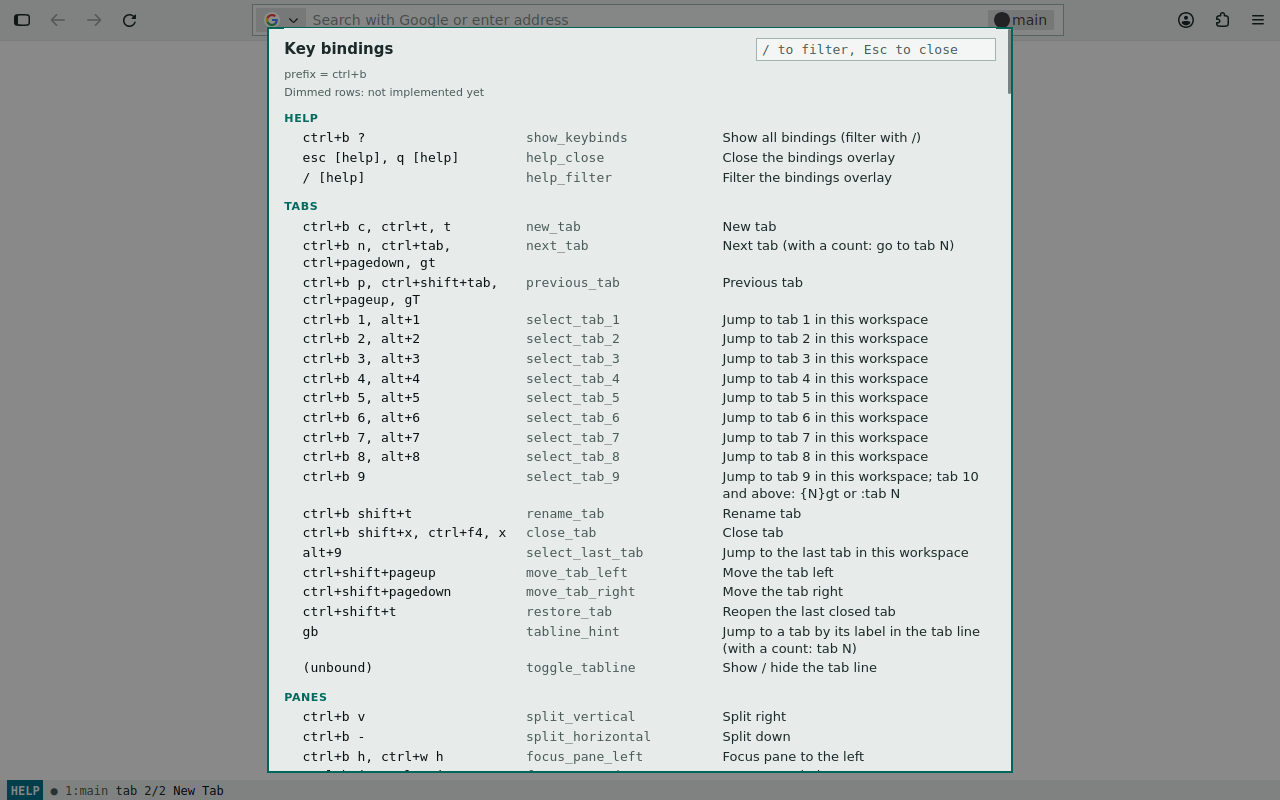 Search with Google or enter address
main
Key bindings
/ to filter, Esc to close
prefix = ctrl+b
Dimmed rows: not implemented yet
HELP
ctrl+b ? show_keybinds Show all bindings (filter with /)
esc [help], q [help] help_close Close the bindings overlay
/ [help] help_filter Filter the bindings overlay
TABS
ctrl+b c, ctrl+t, t new_tab New tab
ctrl+b n, ctrl+tab, next_tab Next tab (with a count: go to tab N)
ctrl+pagedown, gt
ctrl+b p, ctrl+shift+tab, previous_tab Previous tab
ctrl+pageup, gT
ctrl+b 1, alt+1 select_tab_1 Jump to tab 1 in this workspace
ctrl+b 2, alt+2 select_tab_2 Jump to tab 2 in this workspace
ctrl+b 3, alt+3 select_tab_3 Jump to tab 3 in this workspace
ctrl+b 4, alt+4 select_tab_4 Jump to tab 4 in this workspace
ctrl+b 5, alt+5 select_tab_5 Jump to tab 5 in this workspace
ctrl+b 6, alt+6 select_tab_6 Jump to tab 6 in this workspace
ctrl+b 7, alt+7 select_tab_7 Jump to tab 7 in this workspace
ctrl+b 8, alt+8 select_tab_8 Jump to tab 8 in this workspace
ctrl+b 9 select_tab_9 Jump to tab 9 in this workspace; tab 10
and above: {N}gt or :tab N
ctrl+b shift+t rename_tab Rename tab
ctrl+b shift+x, ctrl+f4, x close_tab Close tab
alt+9 select_last_tab Jump to the last tab in this workspace
ctrl+shift+pageup move_tab_left Move the tab left
ctrl+shift+pagedown move_tab_right Move the tab right
ctrl+shift+t restore_tab Reopen the last closed tab
gb tabline_hint Jump to a tab by its label in the tab line
(with a count: tab N)
(unbound) toggle_tabline Show / hide the tab line
PANES
ctrl+b v split_vertical Split right
ctrl+b - split_horizontal Split down
ctrl+b h, ctrl+w h focus_pane_left Focus pane to the left
HELP ● 1:main tab 2/2 New Tab